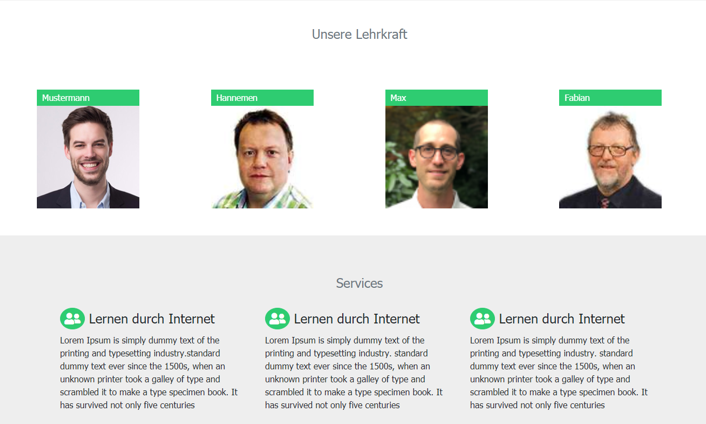 Unsere Lehrkraft
Mustermann
Hannemen
Max
Fabian
Services
Lernen durch Internet
Lorem Ipsum is simply dummy text of the
printing and typesetting industry.standard
dummy text ever since the 1500s, when an
unknown printer took a galley of type and
scrambled it to make a type specimen book. It
has survived not only five centuries
Lernen durch Internet
Lorem Ipsum is simply dummy text of the
printing and typesetting industry. standard
dummy text ever since the 1500s, when an
unknown printer took a galley of type and
scrambled it to make a type specimen book. It
has survived not only five centuries
Lernen durch Internet
Lorem Ipsum is simply dummy text of the
printing and typesetting industry. standard
dummy text ever since the 1500s, when an
unknown printer took a galley of type and
scrambled it to make a type specimen book. It
has survived not only five centuries